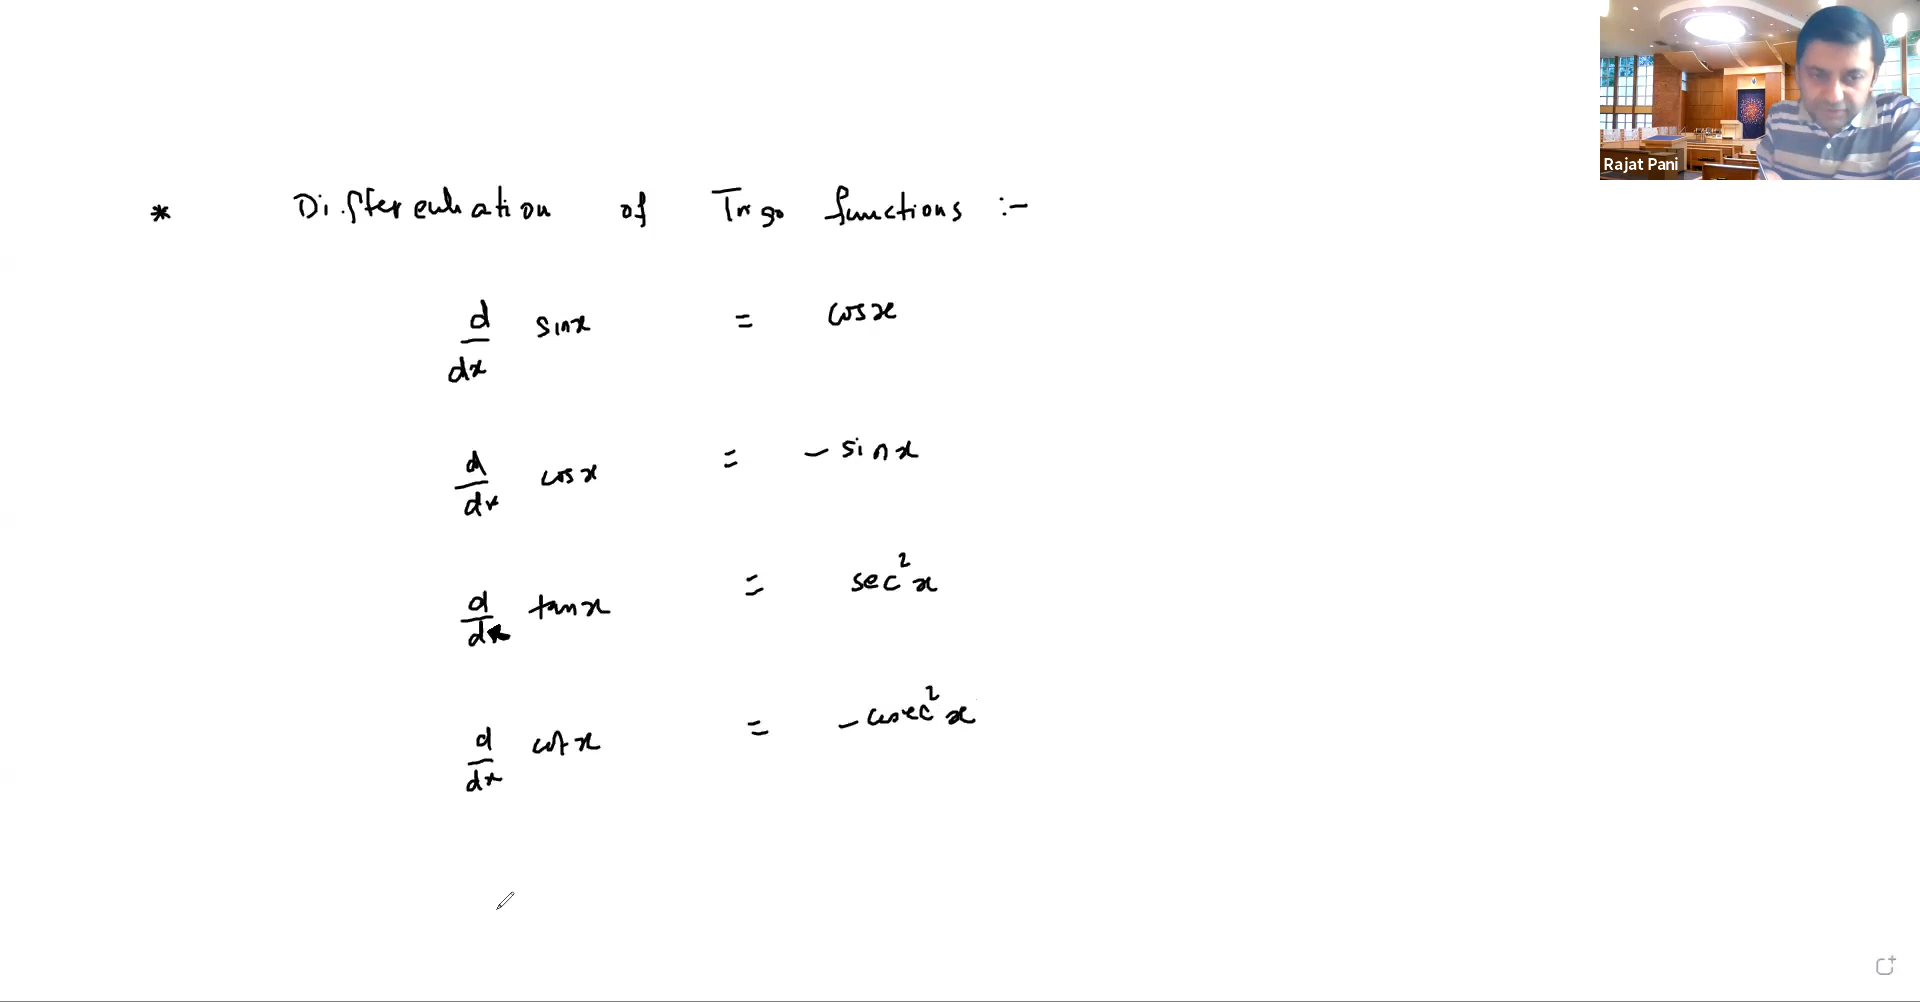 Rajat Pani
* Differentiation of Trigo functions :-
d/dx sinx = cosx
d/dx cosx = - sinx
d/dx tanx = sec²x
d/dx cotx = - cosec²x